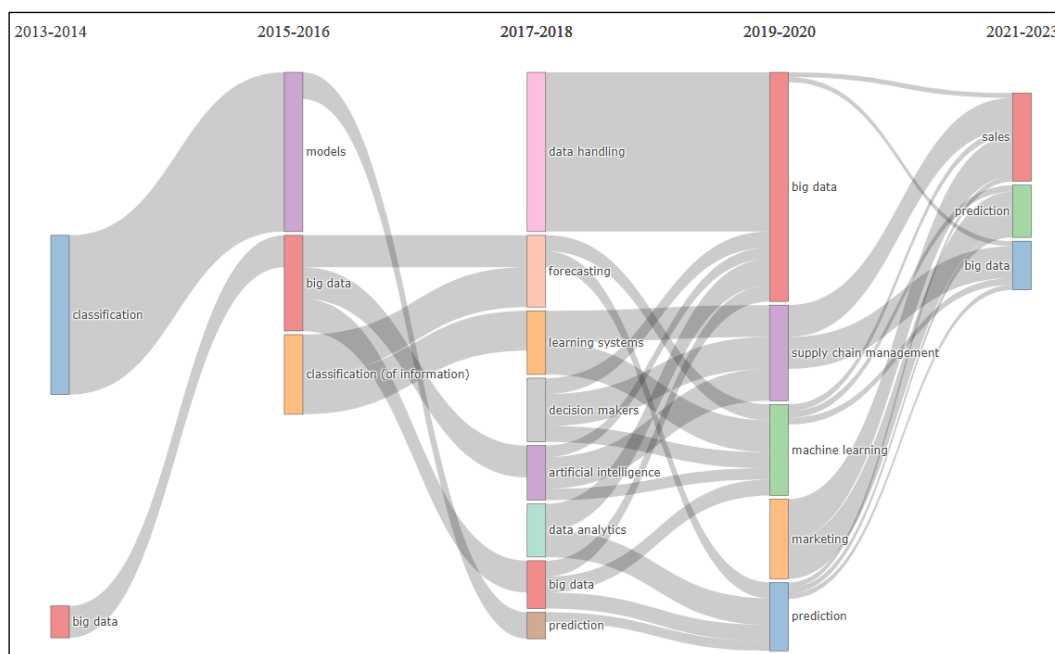 2013-2014
2015-2016
2017-2018
2019-2020
2021-2023
classification
big data
models
big data
classification (of information)
data handling
forecasting
learning systems
decision makers
artificial intelligence
data analytics
big data
prediction
big data
supply chain management
machine learning
marketing
prediction
sales
prediction
big data